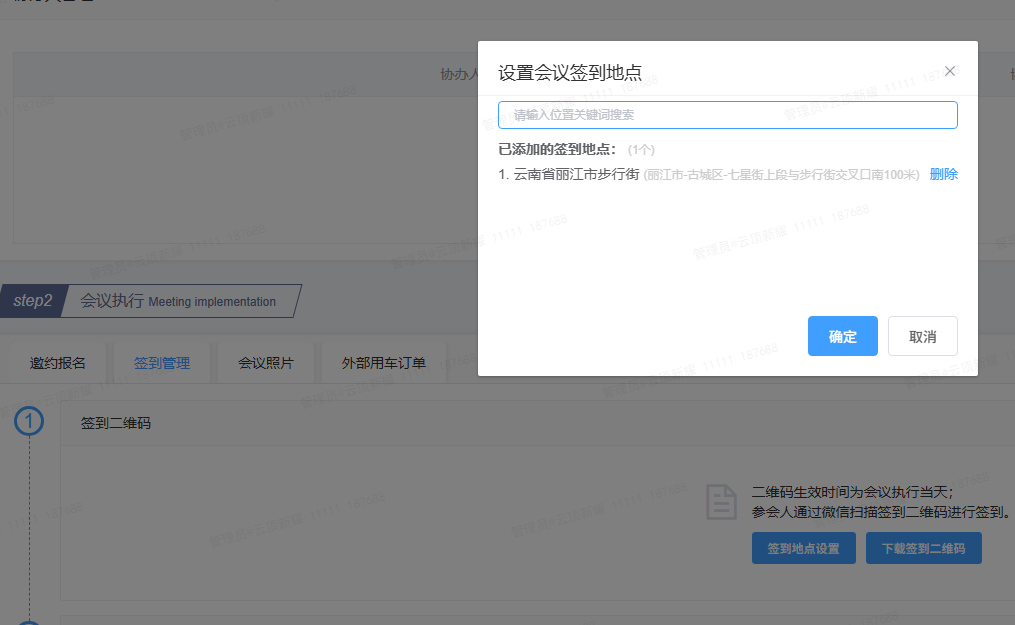 协办人
设置会议签到地点
请输入位置关键词搜索
已添加的签到地点： (1个)
1. 云南省丽江市步行街 (丽江市-古城区-七星街上段与步行街交叉口南100米) 删除
确定 取消
step2 会议执行 Meeting implementation
邀约报名 签到管理 会议照片 外部用车订单
1 签到二维码
二维码生效时间为会议执行当天；
参会人通过微信扫描签到二维码进行签到。
签到地点设置 下载签到二维码